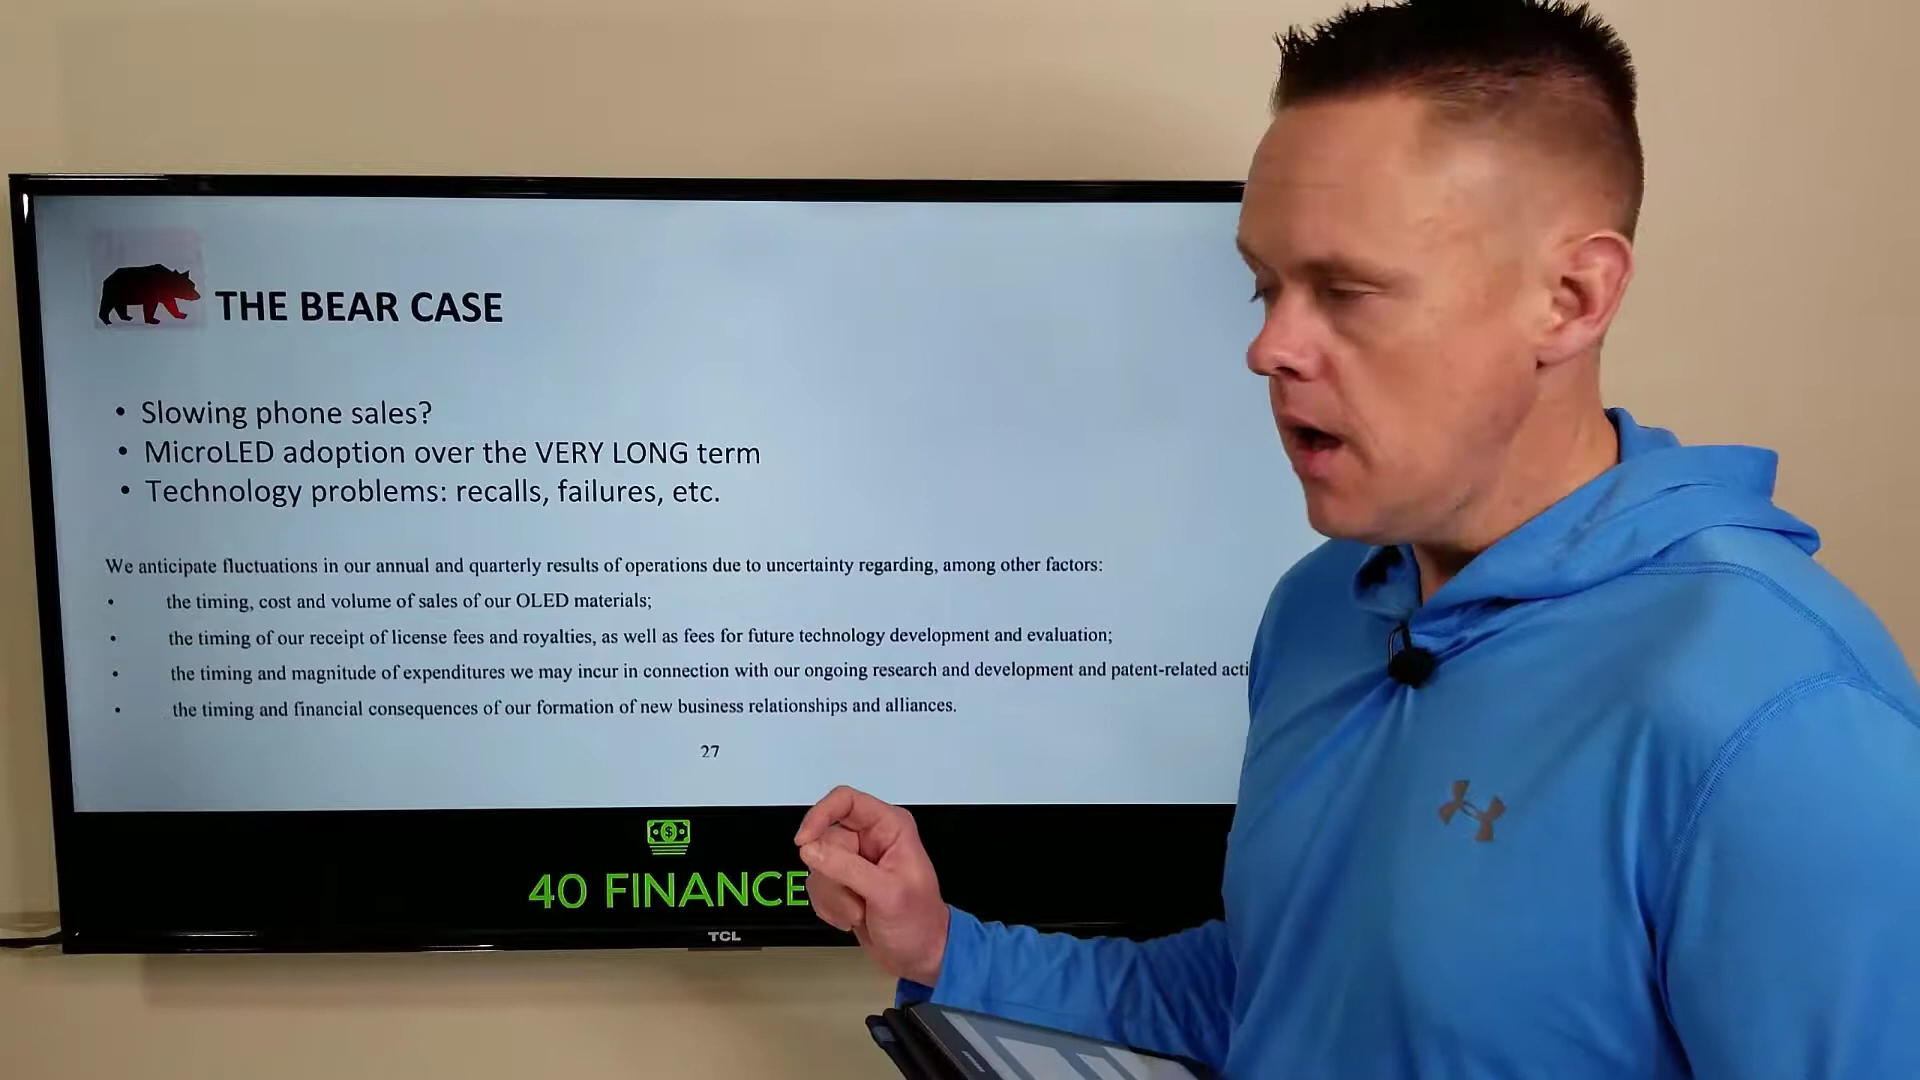 THE BEAR CASE
• Slowing phone sales?
• MicroLED adoption over the VERY LONG term
• Technology problems: recalls, failures, etc.
We anticipate fluctuations in our annual and quarterly results of operations due to uncertainty regarding, among other factors:
• the timing, cost and volume of sales of our OLED materials;
• the timing of our receipt of license fees and royalties, as well as fees for future technology development and evaluation;
• the timing and magnitude of expenditures we may incur in connection with our ongoing research and development and patent-related acti
• the timing and financial consequences of our formation of new business relationships and alliances.
27
40 FINANCE
TCL